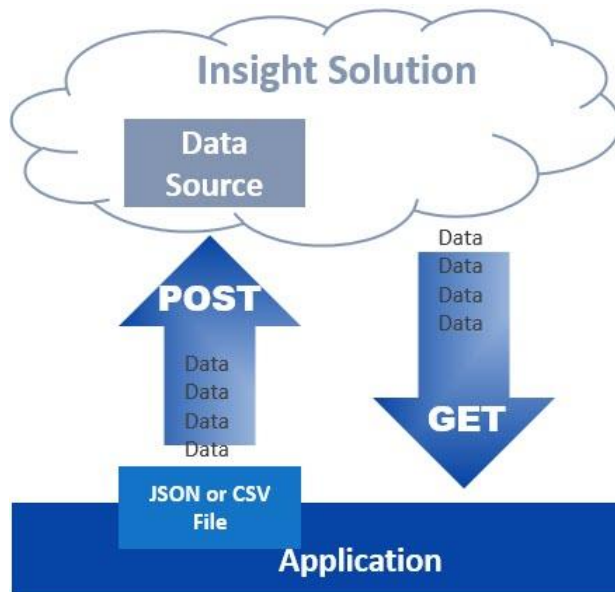 Insight Solution
Data
Source
POST
Data
Data
Data
Data
JSON or CSV
File
Data
Data
Data
Data
GET
Application